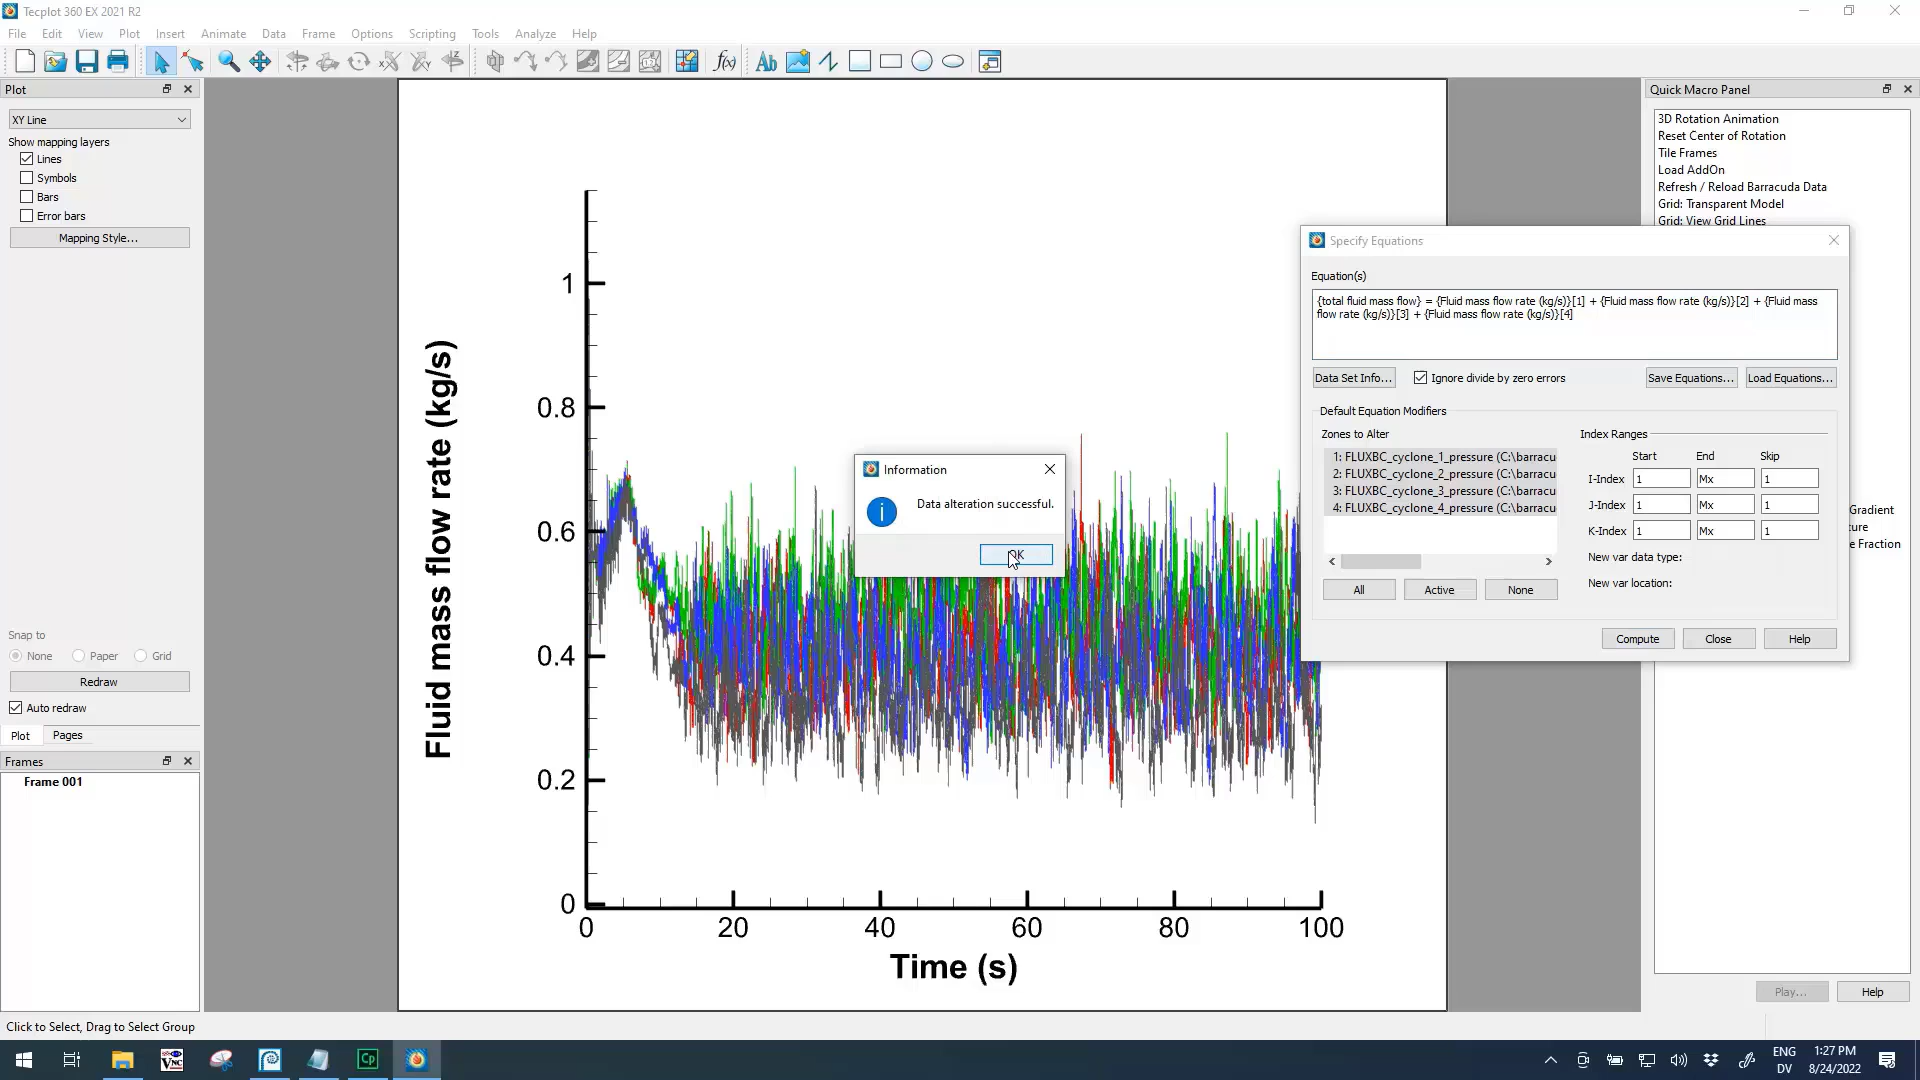 Tecplot 360 EX 2021 R2
File Edit View Plot Insert Animate Data Frame Options Scripting Tools Analyze Help
Plot
XY Line
Show mapping layers
Lines
Symbols
Bars
Error bars
Mapping Style...
Snap to
None Paper Grid
Redraw
Auto redraw
Plot Pages
Frames
Frame 001
Click to Select, Drag to Select Group
Fluid mass flow rate (kg/s)
1
0.8
0.6
0.4
0.2
0
0 20 40 60 80 100
Time (s)
Information
Data alteration successful.
OK
Quick Macro Panel
3D Rotation Animation
Reset Center of Rotation
Tile Frames
Load AddOn
Refresh / Reload Barracuda Data
Grid: Transparent Model
Grid: View Grid Lines
Specify Equations
Equation(s)
{total fluid mass flow} = {Fluid mass flow rate (kg/s)}[1] + {Fluid mass flow rate (kg/s)}[2] + {Fluid mass
flow rate (kg/s)}[3] + {Fluid mass flow rate (kg/s)}[4]
Data Set Info... Ignore divide by zero errors Save Equations... Load Equations...
Default Equation Modifiers
Zones to Alter
1: FLUXBC_cyclone_1_pressure (C:\barracu
2: FLUXBC_cyclone_2_pressure (C:\barracu
3: FLUXBC_cyclone_3_pressure (C:\barracu
4: FLUXBC_cyclone_4_pressure (C:\barracu
All Active None
Index Ranges
Start End Skip
I-Index 1 Mx 1
J-Index 1 Mx 1
K-Index 1 Mx 1
New var data type:
New var location:
Compute Close Help
Gradient
ure
e Fraction
Play... Help
ENG
DV
1:27 PM
8/24/2022